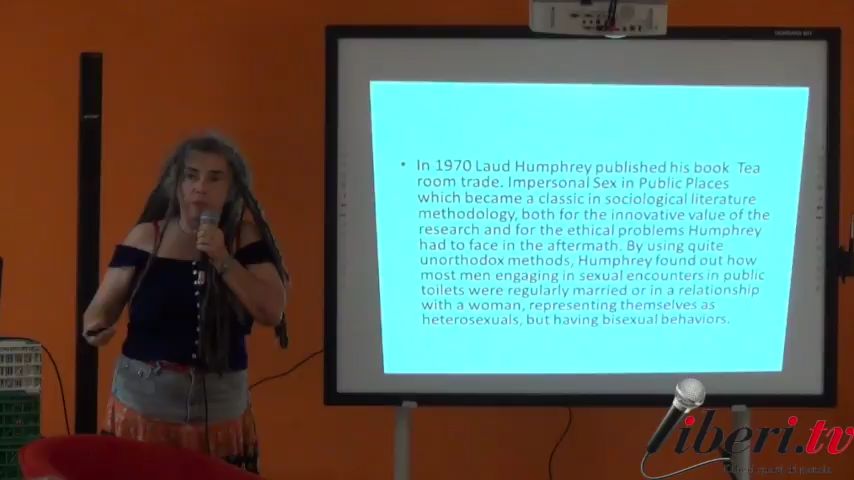 • In 1970 Laud Humphrey published his book Tea
room trade. Impersonal Sex in Public Places
which became a classic in sociological literature
methodology, both for the innovative value of the
research and for the ethical problems Humphrey
had to face in the aftermath. By using quite
unorthodox methods, Humphrey found out how
most men engaging in sexual encounters in public
toilets were regularly married or in a relationship
with a woman, representing themselves as
heterosexuals, but having bisexual behaviors.
liberi.tv